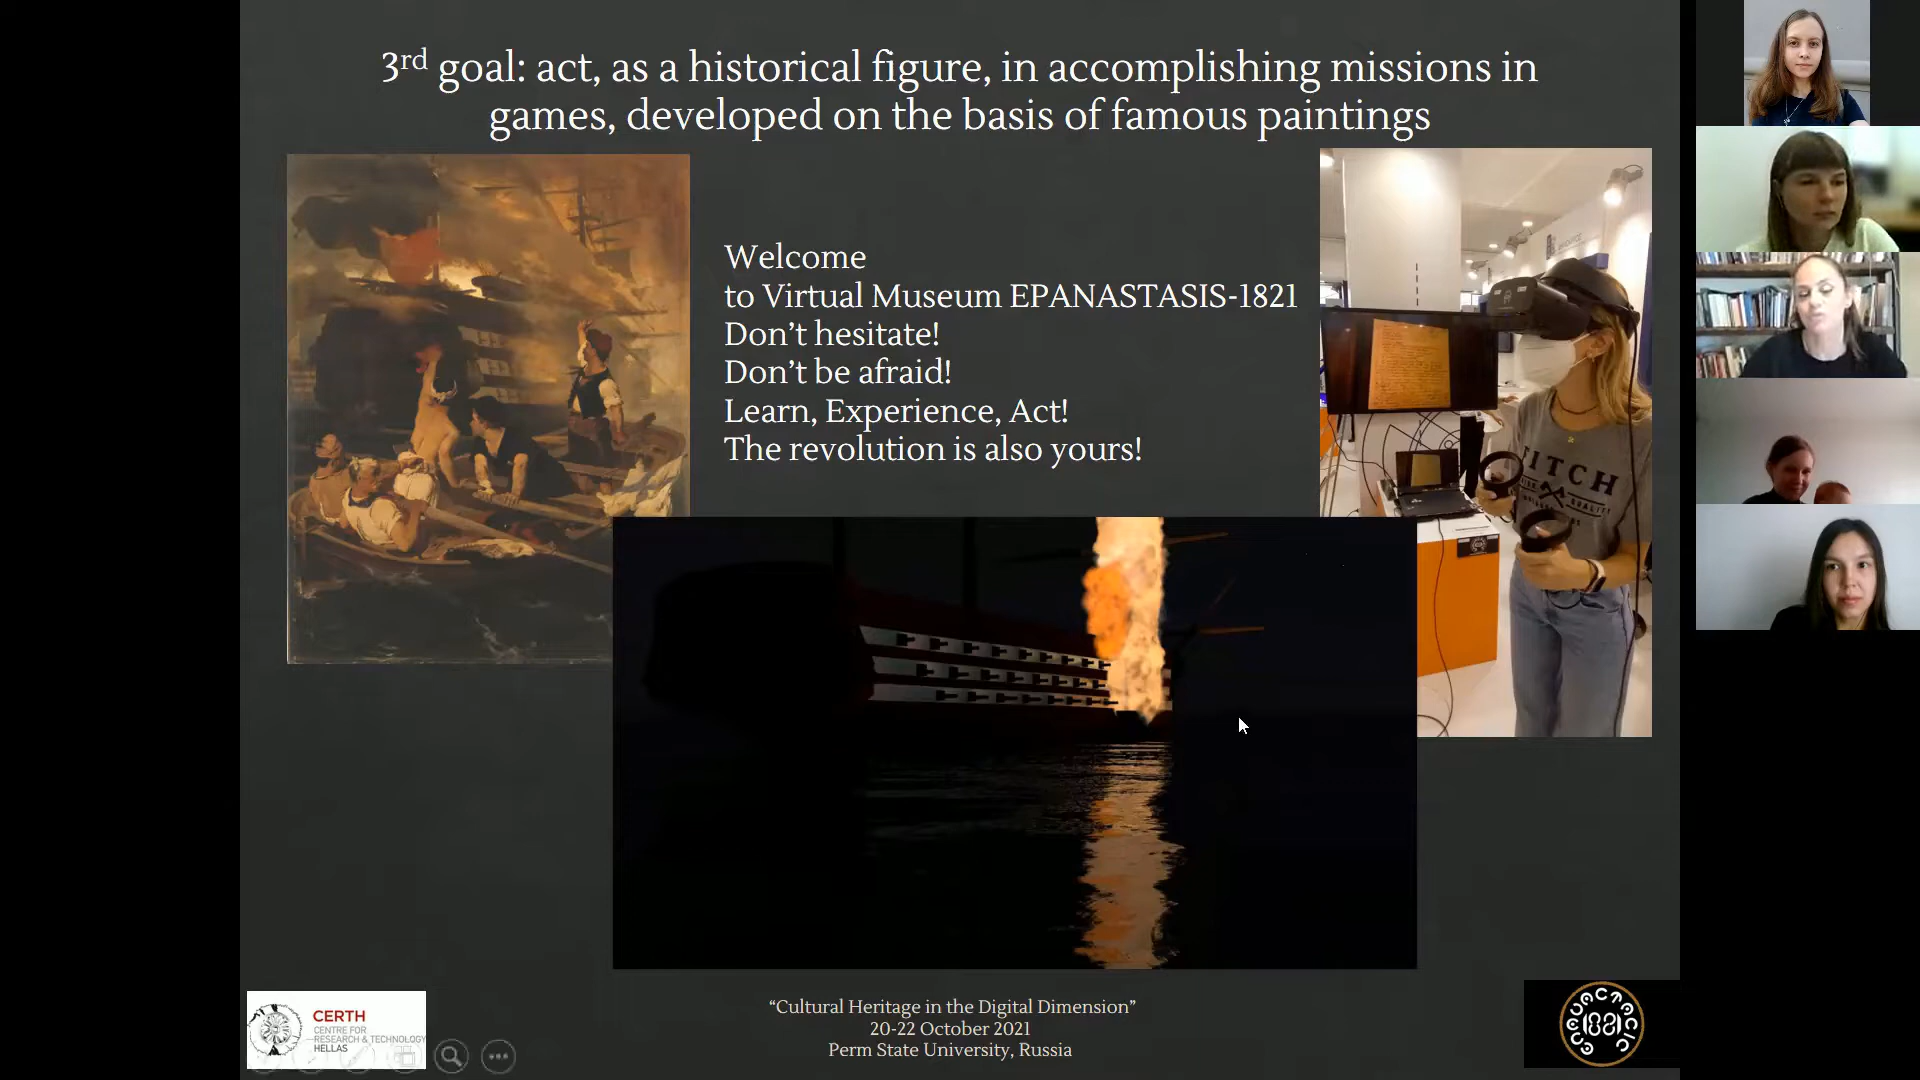 3rd goal: act, as a historical figure, in accomplishing missions in
games, developed on the basis of famous paintings
Welcome
to Virtual Museum EPANASTASIS-1821
Don't hesitate!
Don't be afraid!
Learn, Experience, Act!
The revolution is also yours!
ITCH
CERTH
CENTRE FOR
RESEARCH & TECHNOLOGY
HELLAS
“Cultural Heritage in the Digital Dimension”
20-22 October 2021
Perm State University, Russia
1821